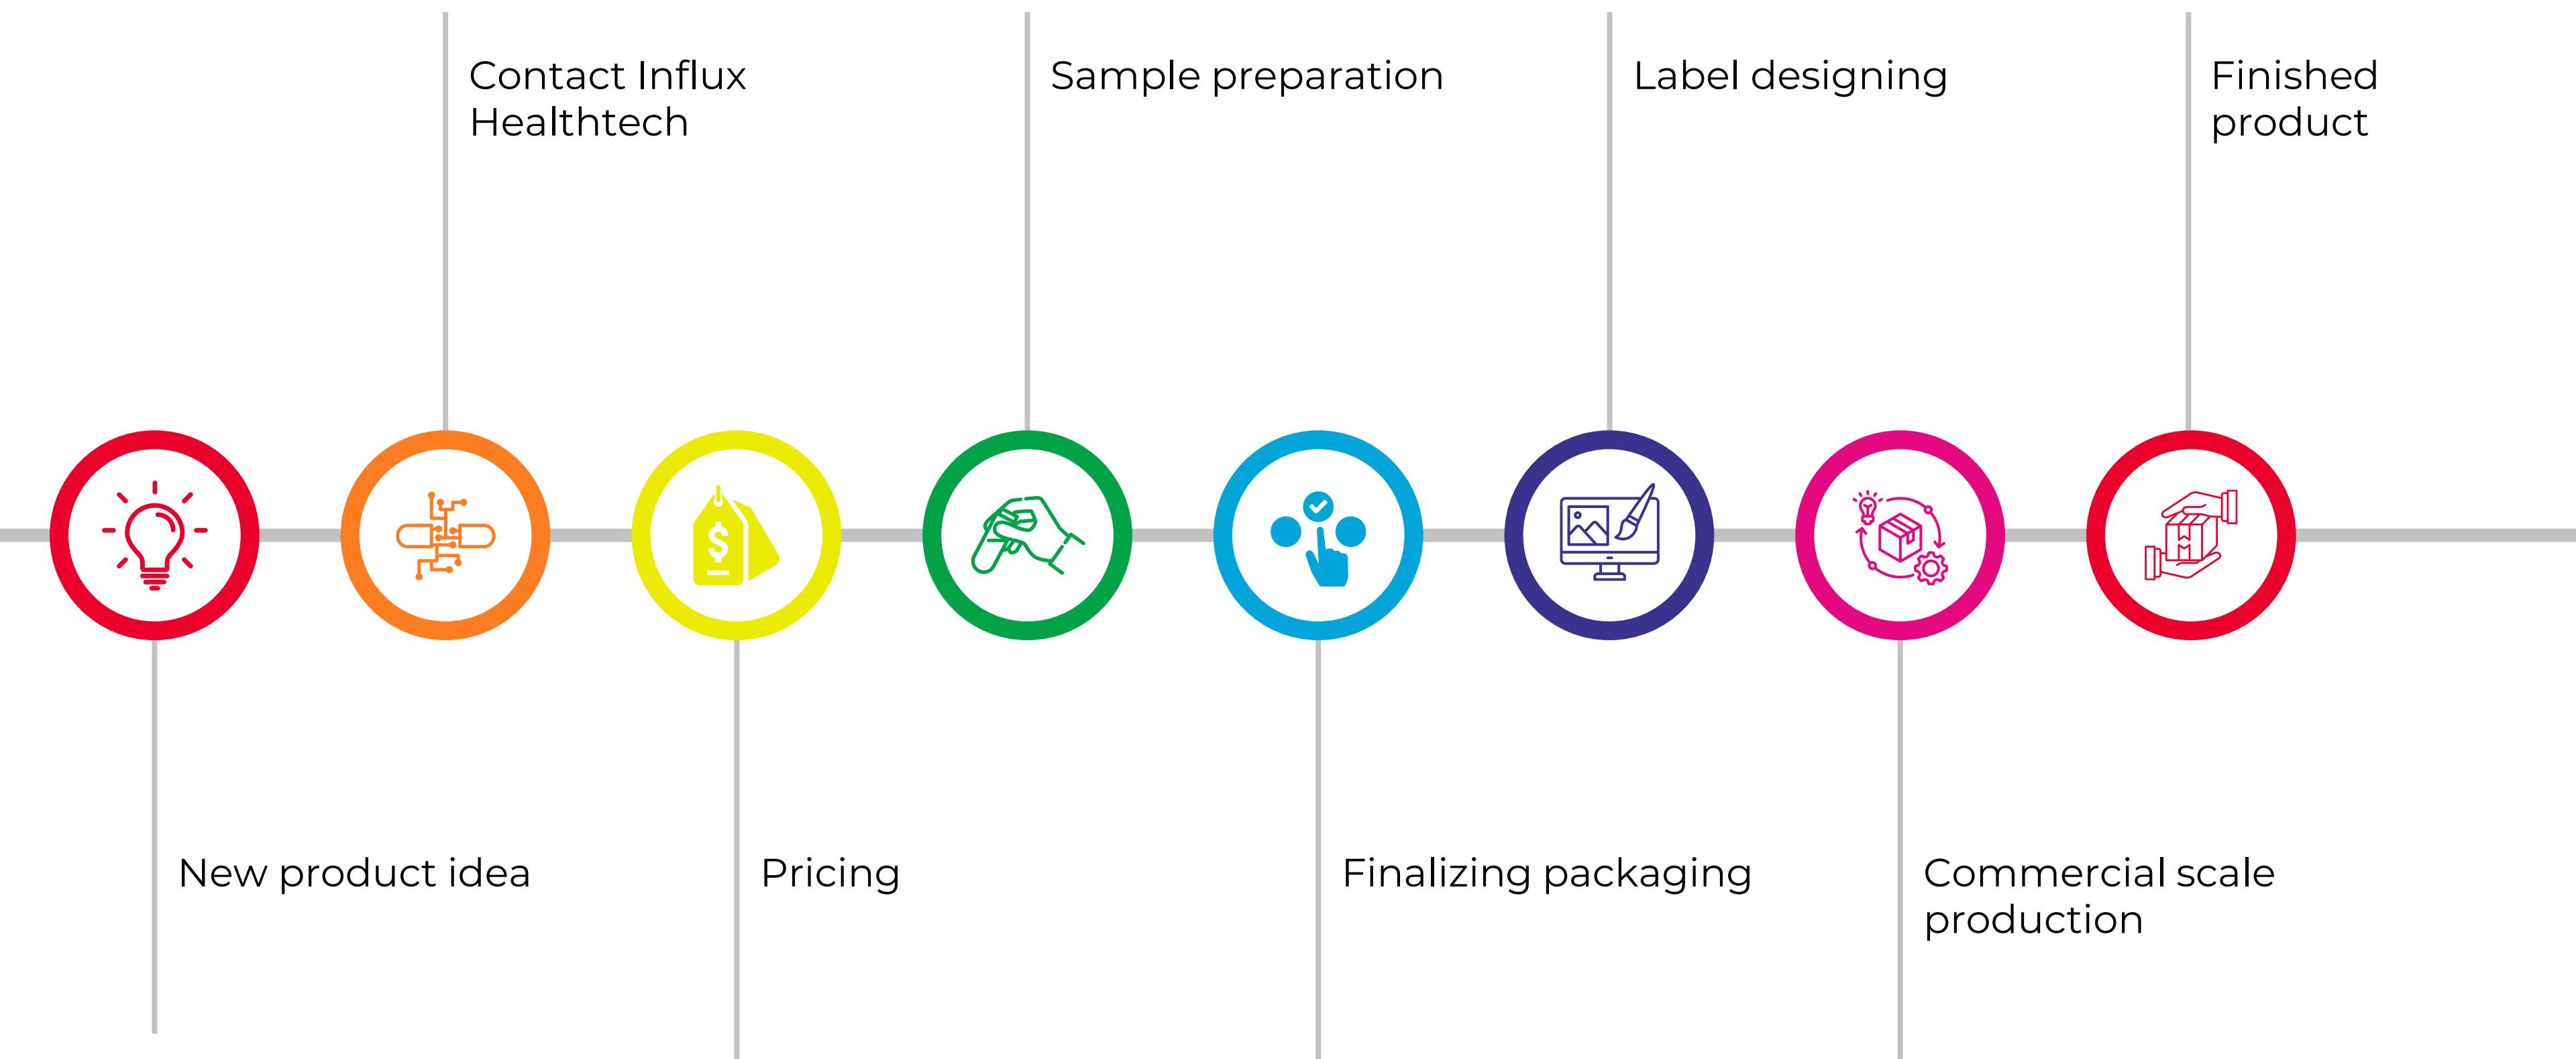 Contact Influx
Healthtech
Sample preparation
Label designing
Finished
product
$
New product idea
Pricing
Finalizing packaging
Commercial scale
production